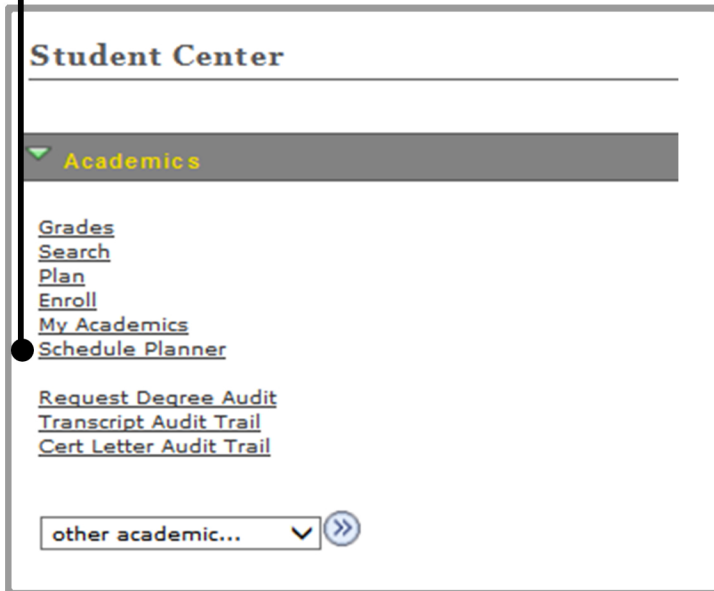 Student Center
Academics
Grades
Search
Plan
Enroll
My Academics
Schedule Planner
Request Degree Audit
Transcript Audit Trail
Cert Letter Audit Trail
other academic...